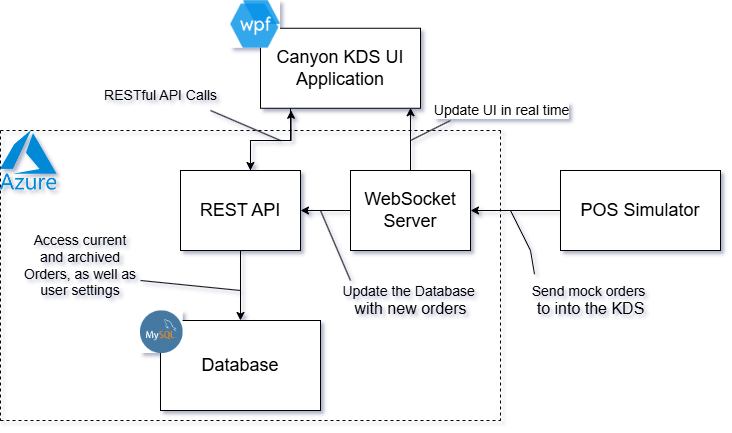 wpf
Canyon KDS UI
Application
RESTful API Calls
Update UI in real time
Azure
REST API
WebSocket
Server
POS Simulator
Access current
and archived
Orders, as well as
user settings
Update the Database
with new orders
Send mock orders
to into the KDS
MySQL
Database